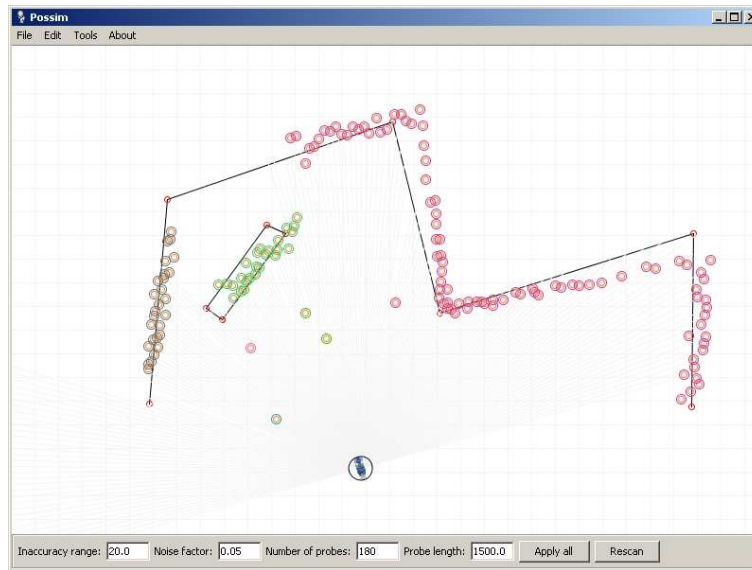 Possim
File Edit Tools About
Inaccuracy range: 20.0 Noise factor: 0.05 Number of probes: 180 Probe length: 1500.0 Apply all Rescan